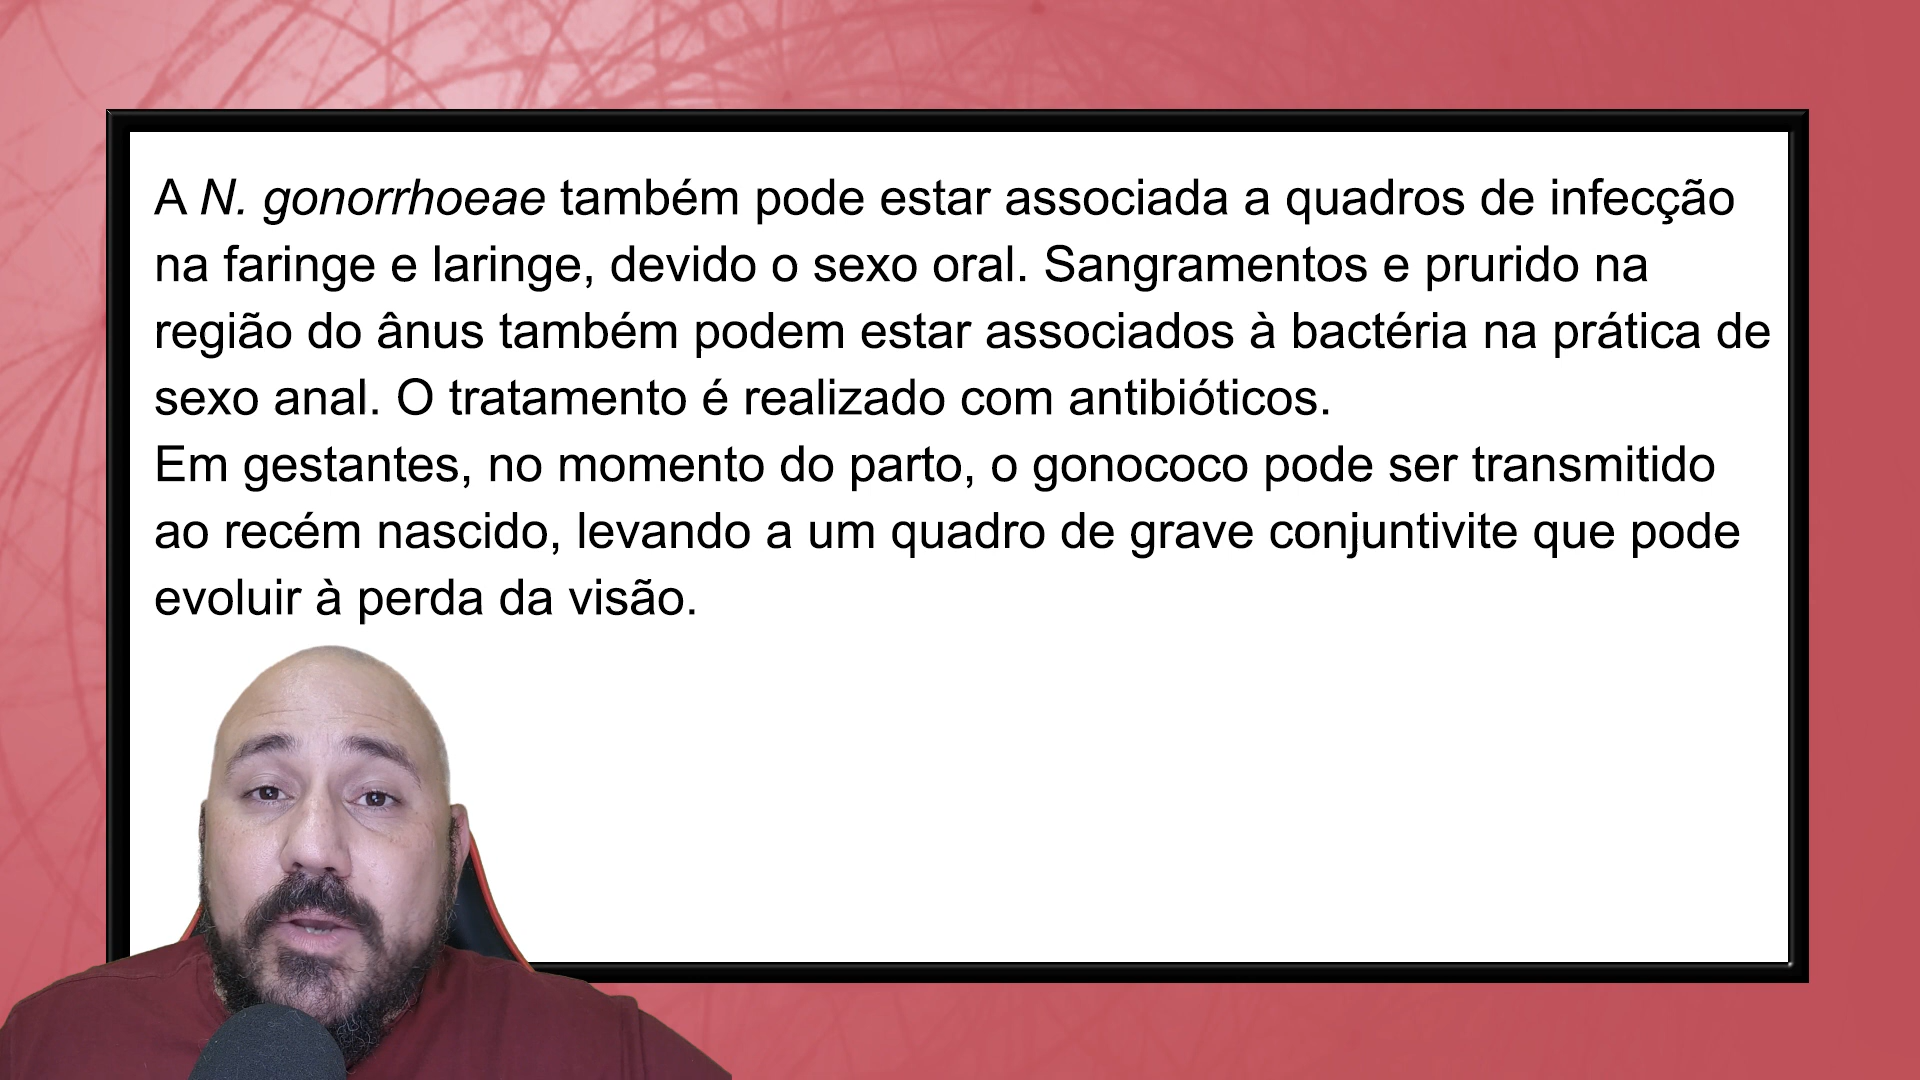 A N. gonorrhoeae também pode estar associada a quadros de infecção
na faringe e laringe, devido o sexo oral. Sangramentos e prurido na
região do ânus também podem estar associados à bactéria na prática de
sexo anal. O tratamento é realizado com antibióticos.
Em gestantes, no momento do parto, o gonococo pode ser transmitido
ao recém nascido, levando a um quadro de grave conjuntivite que pode
evoluir à perda da visão.